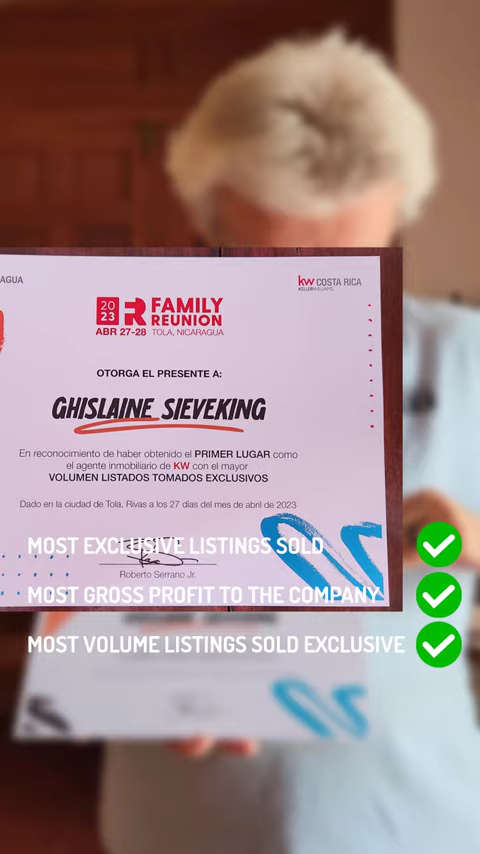 AGUA
kw COSTA RICA
KELLERWILLIAMS.
20
23
FAMILY
REUNION
ABR 27-28
TOLA, NICARAGUA
OTORGA EL PRESENTE A:
GHISLAINE SIEVEKING
En reconocimiento de haber obtenido el PRIMER LUGAR como
el agente inmobiliario de KW con el mayor
VOLUMEN LISTADOS TOMADOS EXCLUSIVOS
Dado en la ciudad de Tola, Rivas a los 27 días del mes de abril de 2023
MOST EXCLUSIVE LISTINGS SOLD
Roberto Serrano Jr.
MOST GROSS PROFIT TO THE COMPANY
MOST VOLUME LISTINGS SOLD EXCLUSIVE